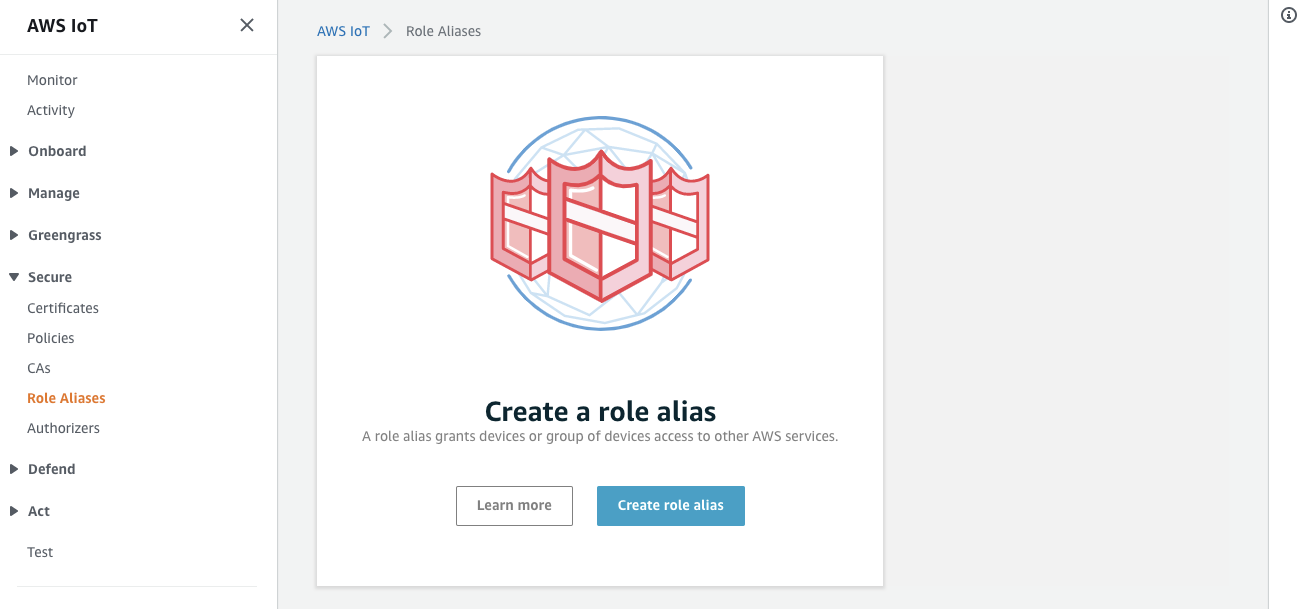 AWS IoT
Monitor
Activity
Onboard
Manage
Greengrass
Secure
Certificates
Policies
CAs
Role Aliases
Authorizers
Defend
Act
Test
AWS IoT Role Aliases
Create a role alias
A role alias grants devices or group of devices access to other AWS services.
Learn more Create role alias